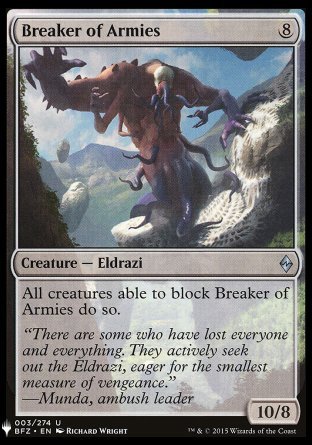 Breaker of Armies 8
Creature — Eldrazi
All creatures able to block Breaker of
Armies do so.
“There are some who have lost everyone
and everything. They actively seek
out the Eldrazi, eager for the smallest
measure of vengeance.”
—Munda, ambush leader
10/8
003/274 U
BFZ • EN Richard Wright
™ & © 2015 Wizards of the Coast